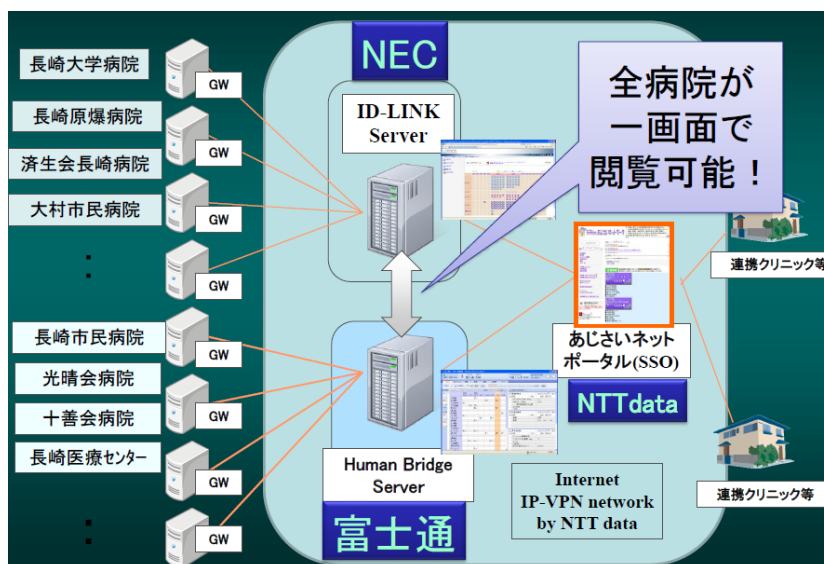 長崎大学病院
長崎原爆病院
済生会長崎病院
大村市民病院
:
長崎市民病院
光晴会病院
十善会病院
長崎医療センター
:
GW
GW
GW
GW
GW
GW
GW
GW
GW
NEC
ID-LINK
Server
全病院が
一画面で
閲覧可能！
連携クリニック等
あじさいネット
ポータル(SSO)
NTTdata
Human Bridge
Server
富士通
Internet
IP-VPN network
by NTT data
連携クリニック等